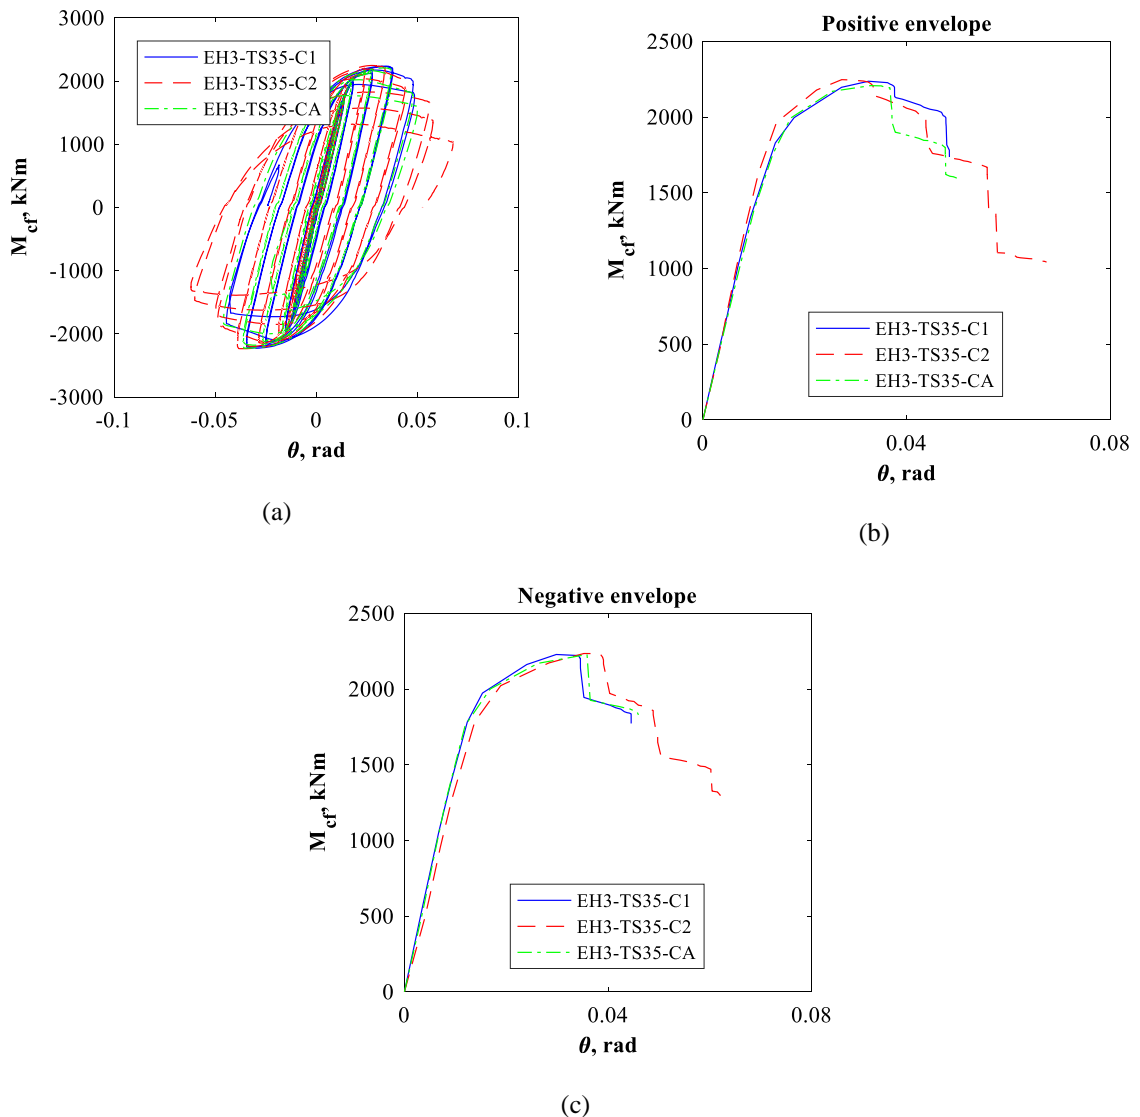 3000
2000
1000
0
-1000
-2000
-3000
M_cf, kNm
EH3-TS35-C1
EH3-TS35-C2
EH3-TS35-CA
-0.1
-0.05
0
0.05
0.1
θ, rad
(a)
Positive envelope
2500
2000
1500
1000
500
0
M_cf, kNm
EH3-TS35-C1
EH3-TS35-C2
EH3-TS35-CA
0
0.04
0.08
θ, rad
(b)
Negative envelope
2500
2000
1500
1000
500
0
M_cf, kNm
EH3-TS35-C1
EH3-TS35-C2
EH3-TS35-CA
0
0.04
0.08
θ, rad
(c)